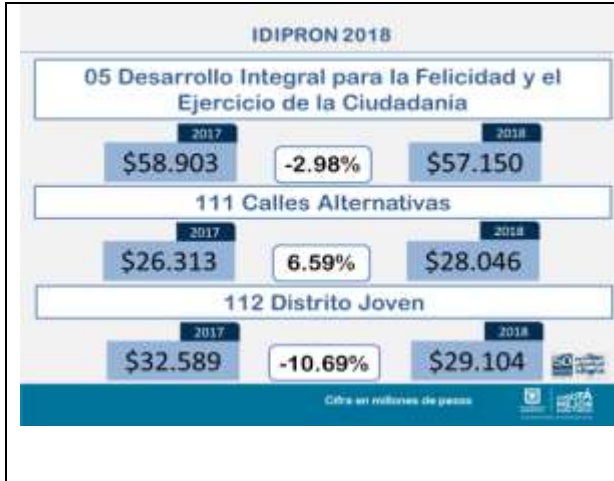 IDIPRON 2018
05 Desarrollo Integral para la Felicidad y el
Ejercicio de la Ciudadanía
2017
2018
$58.903
-2.98%
$57.150
111 Calles Alternativas
2017
2018
$26.313
6.59%
$28.046
112 Distrito Joven
2017
2018
$32.589
-10.69%
$29.104
Cifra en millones de pesos
BOGOTÁ
MEJOR